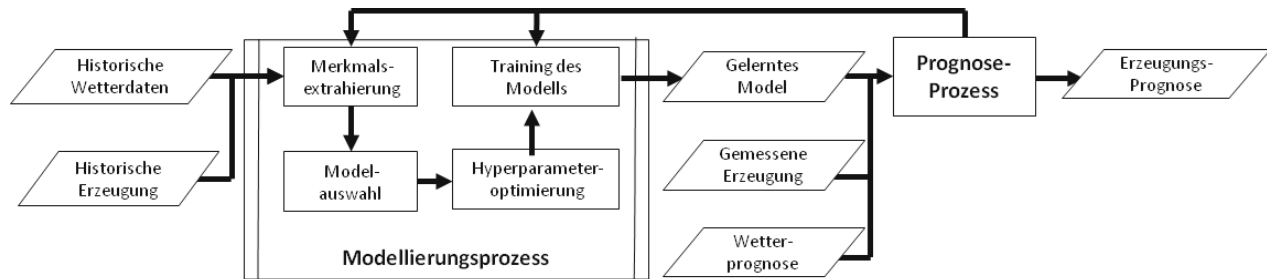 Historische
Wetterdaten
Historische
Erzeugung
Merkmals-
extrahierung
Training des
Modells
Model-
auswahl
Hyperparameter-
optimierung
Modellierungsprozess
Gelerntes
Model
Gemessene
Erzeugung
Wetter-
prognose
Prognose-
Prozess
Erzeugungs-
Prognose